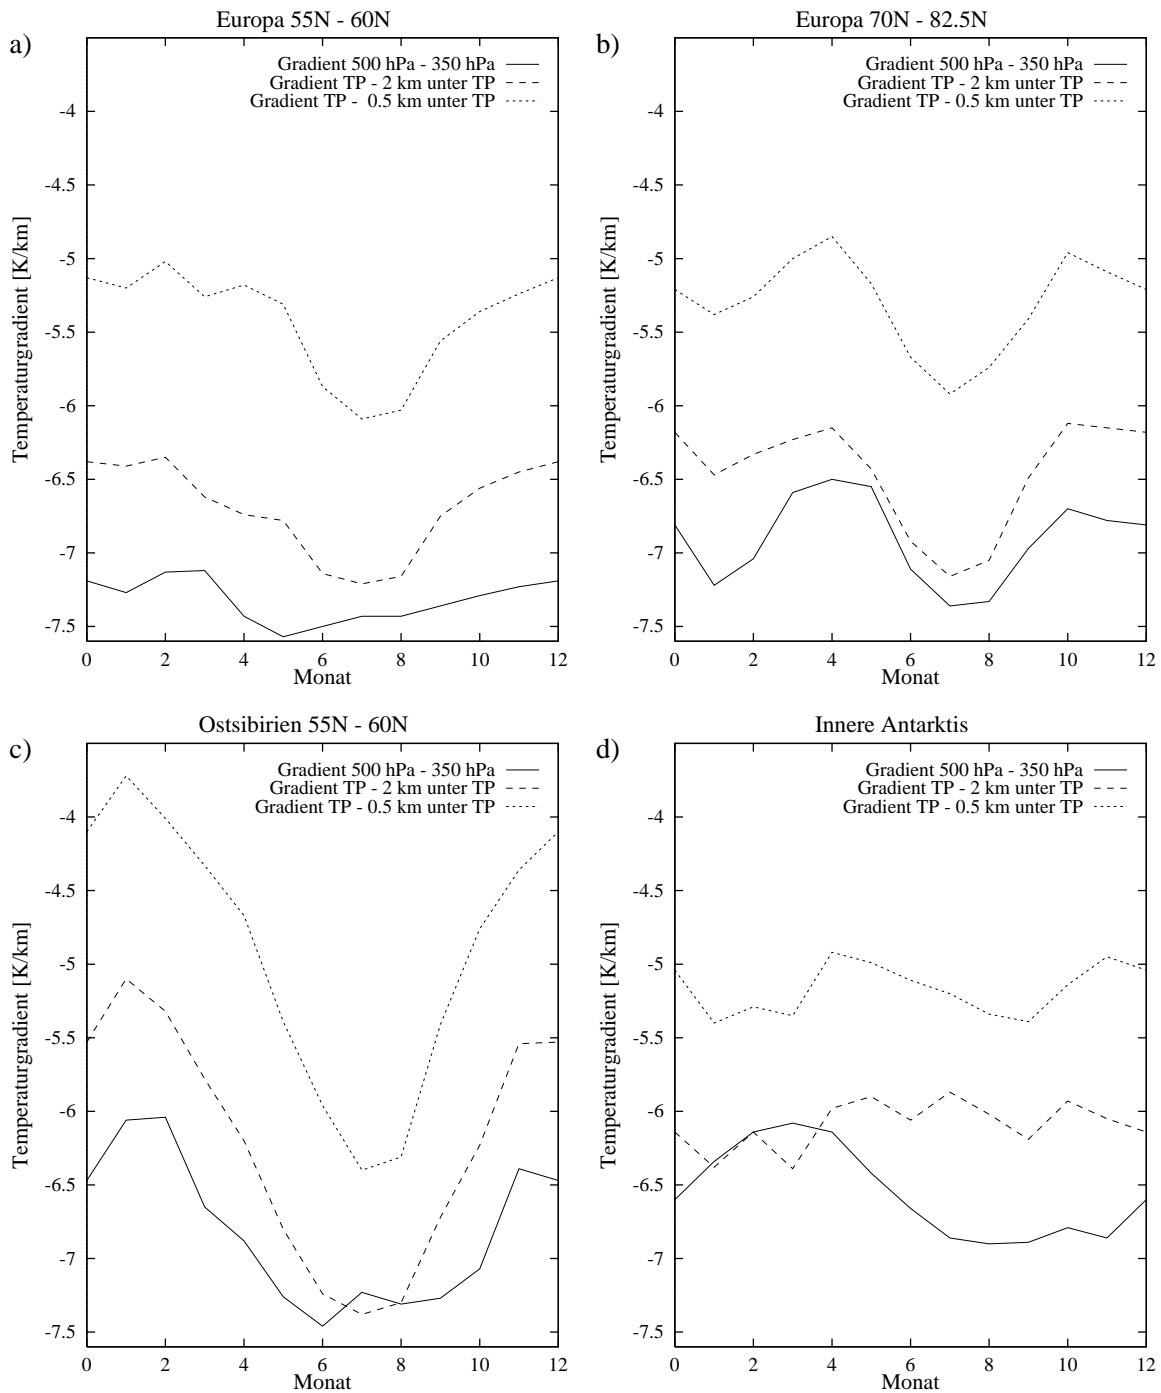 Europa 55N - 60N
a)
Gradient 500 hPa - 350 hPa
Gradient TP - 2 km unter TP
Gradient TP -  0.5 km unter TP
-4
-4.5
-5
-5.5
-6
-6.5
-7
-7.5
Temperaturgradient [K/km]
0 2 4 6 8 10 12
Monat
Europa 70N - 82.5N
b)
Gradient 500 hPa - 350 hPa
Gradient TP - 2 km unter TP
Gradient TP - 0.5 km unter TP
-4
-4.5
-5
-5.5
-6
-6.5
-7
-7.5
Temperaturgradient [K/km]
0 2 4 6 8 10 12
Monat
Ostsibirien 55N - 60N
c)
Gradient 500 hPa - 350 hPa
Gradient TP - 2 km unter TP
Gradient TP - 0.5 km unter TP
-4
-4.5
-5
-5.5
-6
-6.5
-7
-7.5
Temperaturgradient [K/km]
0 2 4 6 8 10 12
Monat
Innere Antarktis
d)
Gradient 500 hPa - 350 hPa
Gradient TP - 2 km unter TP
Gradient TP - 0.5 km unter TP
-4
-4.5
-5
-5.5
-6
-6.5
-7
-7.5
Temperaturgradient [K/km]
0 2 4 6 8 10 12
Monat